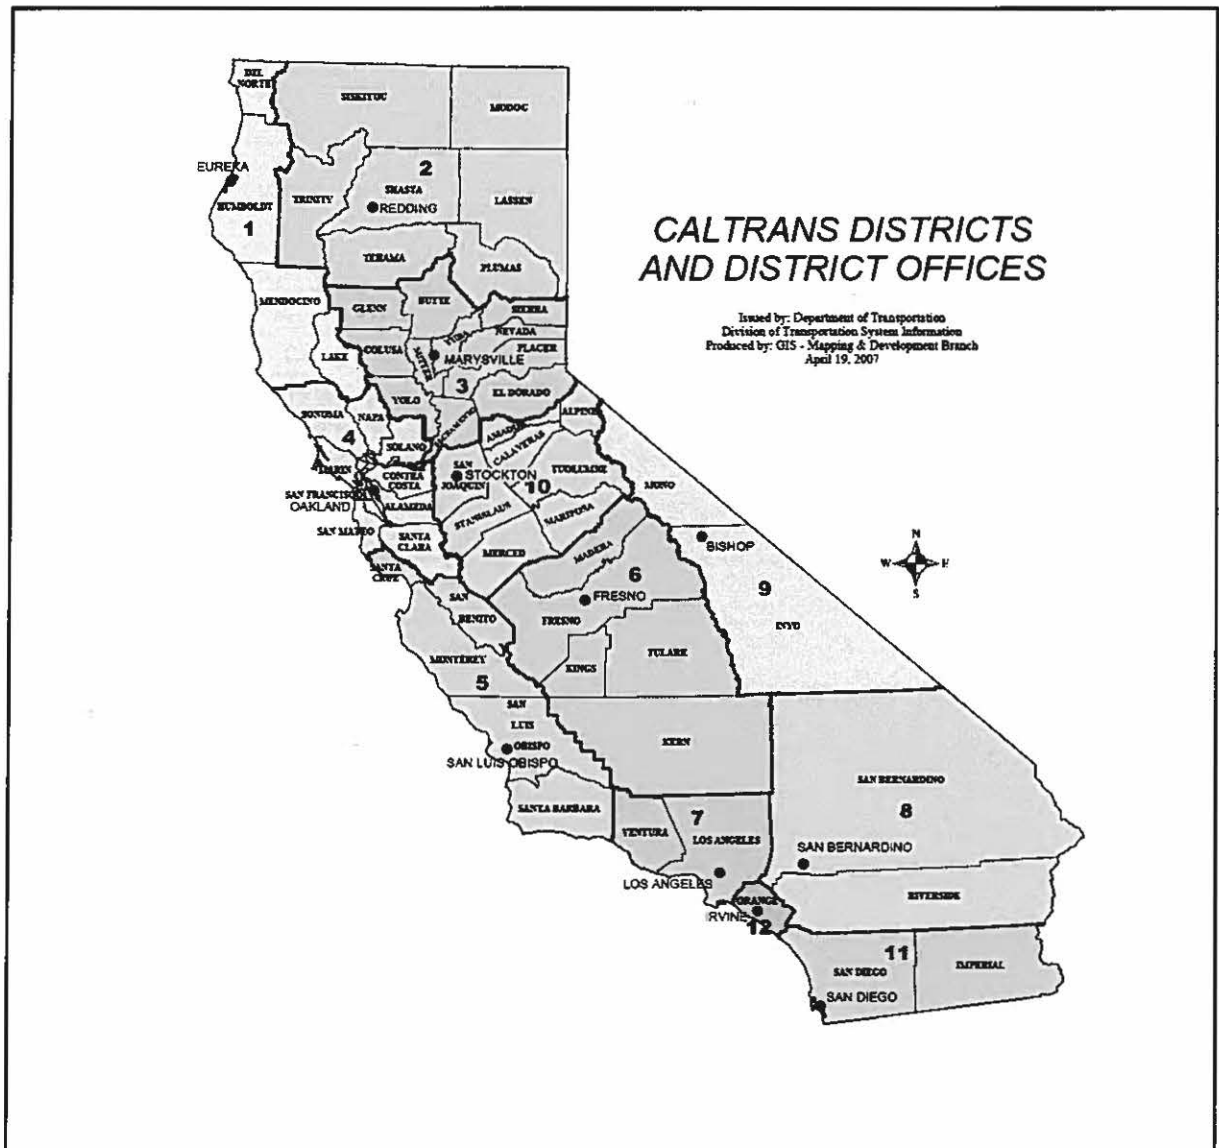 DEL
NORTE
SISKIYOU
MODOC
EUREKA
2
SHASTA
TRINITY
LASSEN
HUMBOLDT
REDDING
1
CALTRANS DISTRICTS
AND DISTRICT OFFICES
TEHAMA
PLUMAS
MENDOCINO
BUTTE
GLENN
SIERRA
Issued by: Department of Transportation
Division of Transportation System Information
Produced by: GIS - Mapping & Development Branch
April 19, 2007
YUBA
NEVADA
PLACER
COLUSA
SUTTER
MARYSVILLE
LAKE
3
EL DORADO
YOLO
SONOMA
NAPA
SACRAMENTO
ALPINE
4
SOLANO
AMADOR
CALAVERAS
MARIN
CONTRA
COSTA
SAN
JOAQUIN
STOCKTON
TUOLUMNE
10
MONO
SAN FRANCISCO
OAKLAND
ALAMEDA
STANISLAUS
MARIPOSA
SAN MATEO
SANTA
CLARA
MERCED
MADERA
BISHOP
N
W
E
S
SANTA
CRUZ
6
9
SAN
BENITO
FRESNO
FRESNO
INYO
MONTEREY
KINGS
TULARE
5
SAN
LUIS
OBISPO
SAN LUIS OBISPO
KERN
SAN BERNARDINO
8
SANTA BARBARA
VENTURA
7
LOS ANGELES
SAN BERNARDINO
LOS ANGELES
ORANGE
RIVERSIDE
IRVINE
12
11
SAN DIEGO
IMPERIAL
SAN DIEGO